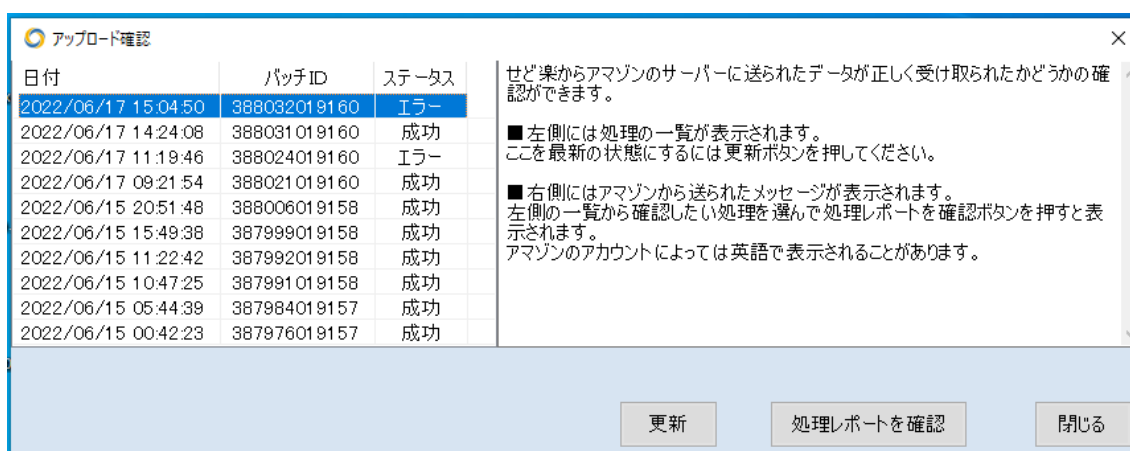 アップロード確認
日付 バッチID ステータス
2022/06/17 15:04:50 388032019160 エラー
2022/06/17 14:24:08 388031019160 成功
2022/06/17 11:19:46 388024019160 エラー
2022/06/17 09:21:54 388021019160 成功
2022/06/15 20:51:48 388006019158 成功
2022/06/15 15:49:38 387999019158 成功
2022/06/15 11:22:42 387992019158 成功
2022/06/15 10:47:25 387991019158 成功
2022/06/15 05:44:39 387984019157 成功
2022/06/15 00:42:23 387976019157 成功
せど楽からアマゾンのサーバーに送られたデータが正しく受け取られたかどうかの確
認ができます。
■左側には処理の一覧が表示されます。
ここを最新の状態にするには更新ボタンを押してください。
■右側にはアマゾンから送られたメッセージが表示されます。
左側の一覧から確認したい処理を選んで処理レポートを確認ボタンを押すと表
示されます。
アマゾンのアカウントによっては英語で表示されることがあります。
更新 処理レポートを確認 閉じる